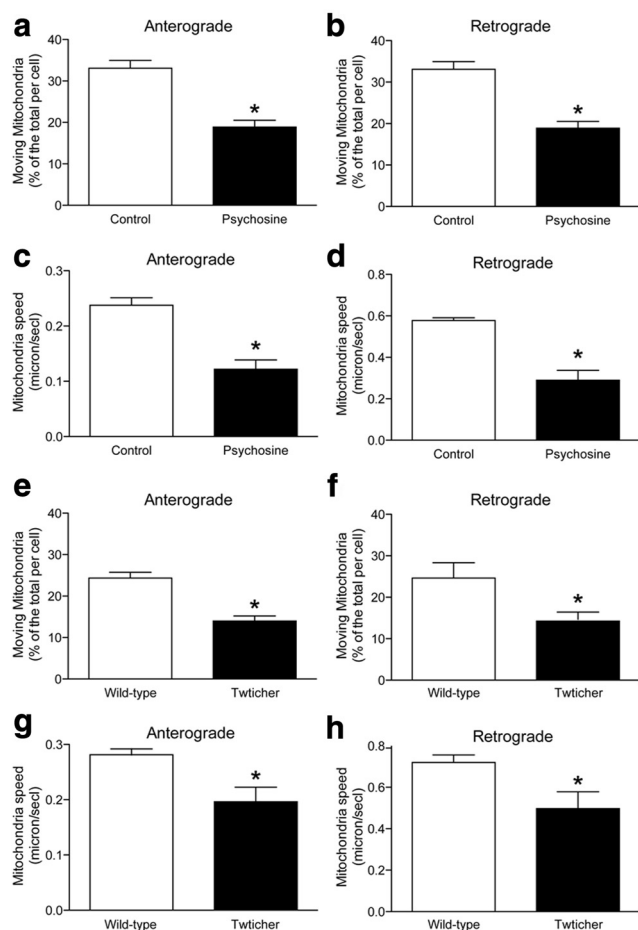 a
Anterograde
Moving Mitochondria
(% of the total per cell)
40
30
20
10
0
*
Control
Psychosine
b
Retrograde
Moving Mitochondria
(% of the total per cell)
40
30
20
10
0
*
Control
Psychosine
c
Anterograde
Mitochondria speed
(micron/secl)
0.3
0.2
0.1
0.0
*
Control
Psychosine
d
Retrograde
Mitochondria speed
(micron/secl)
0.8
0.6
0.4
0.2
0.0
*
Control
Psychosine
e
Anterograde
Moving Mitochondria
(% of the total per cell)
40
30
20
10
0
*
Wild-type
Twticher
f
Retrograde
Moving Mitochondria
(% of the total per cell)
40
30
20
10
0
*
Wild-type
Twticher
g
Anterograde
Mitochondria speed
(micron/secl)
0.3
0.2
0.1
0.0
*
Wild-type
Twticher
h
Retrograde
Mitochondria speed
(micron/secl)
0.8
0.6
0.4
0.2
0.0
*
Wild-type
Twticher